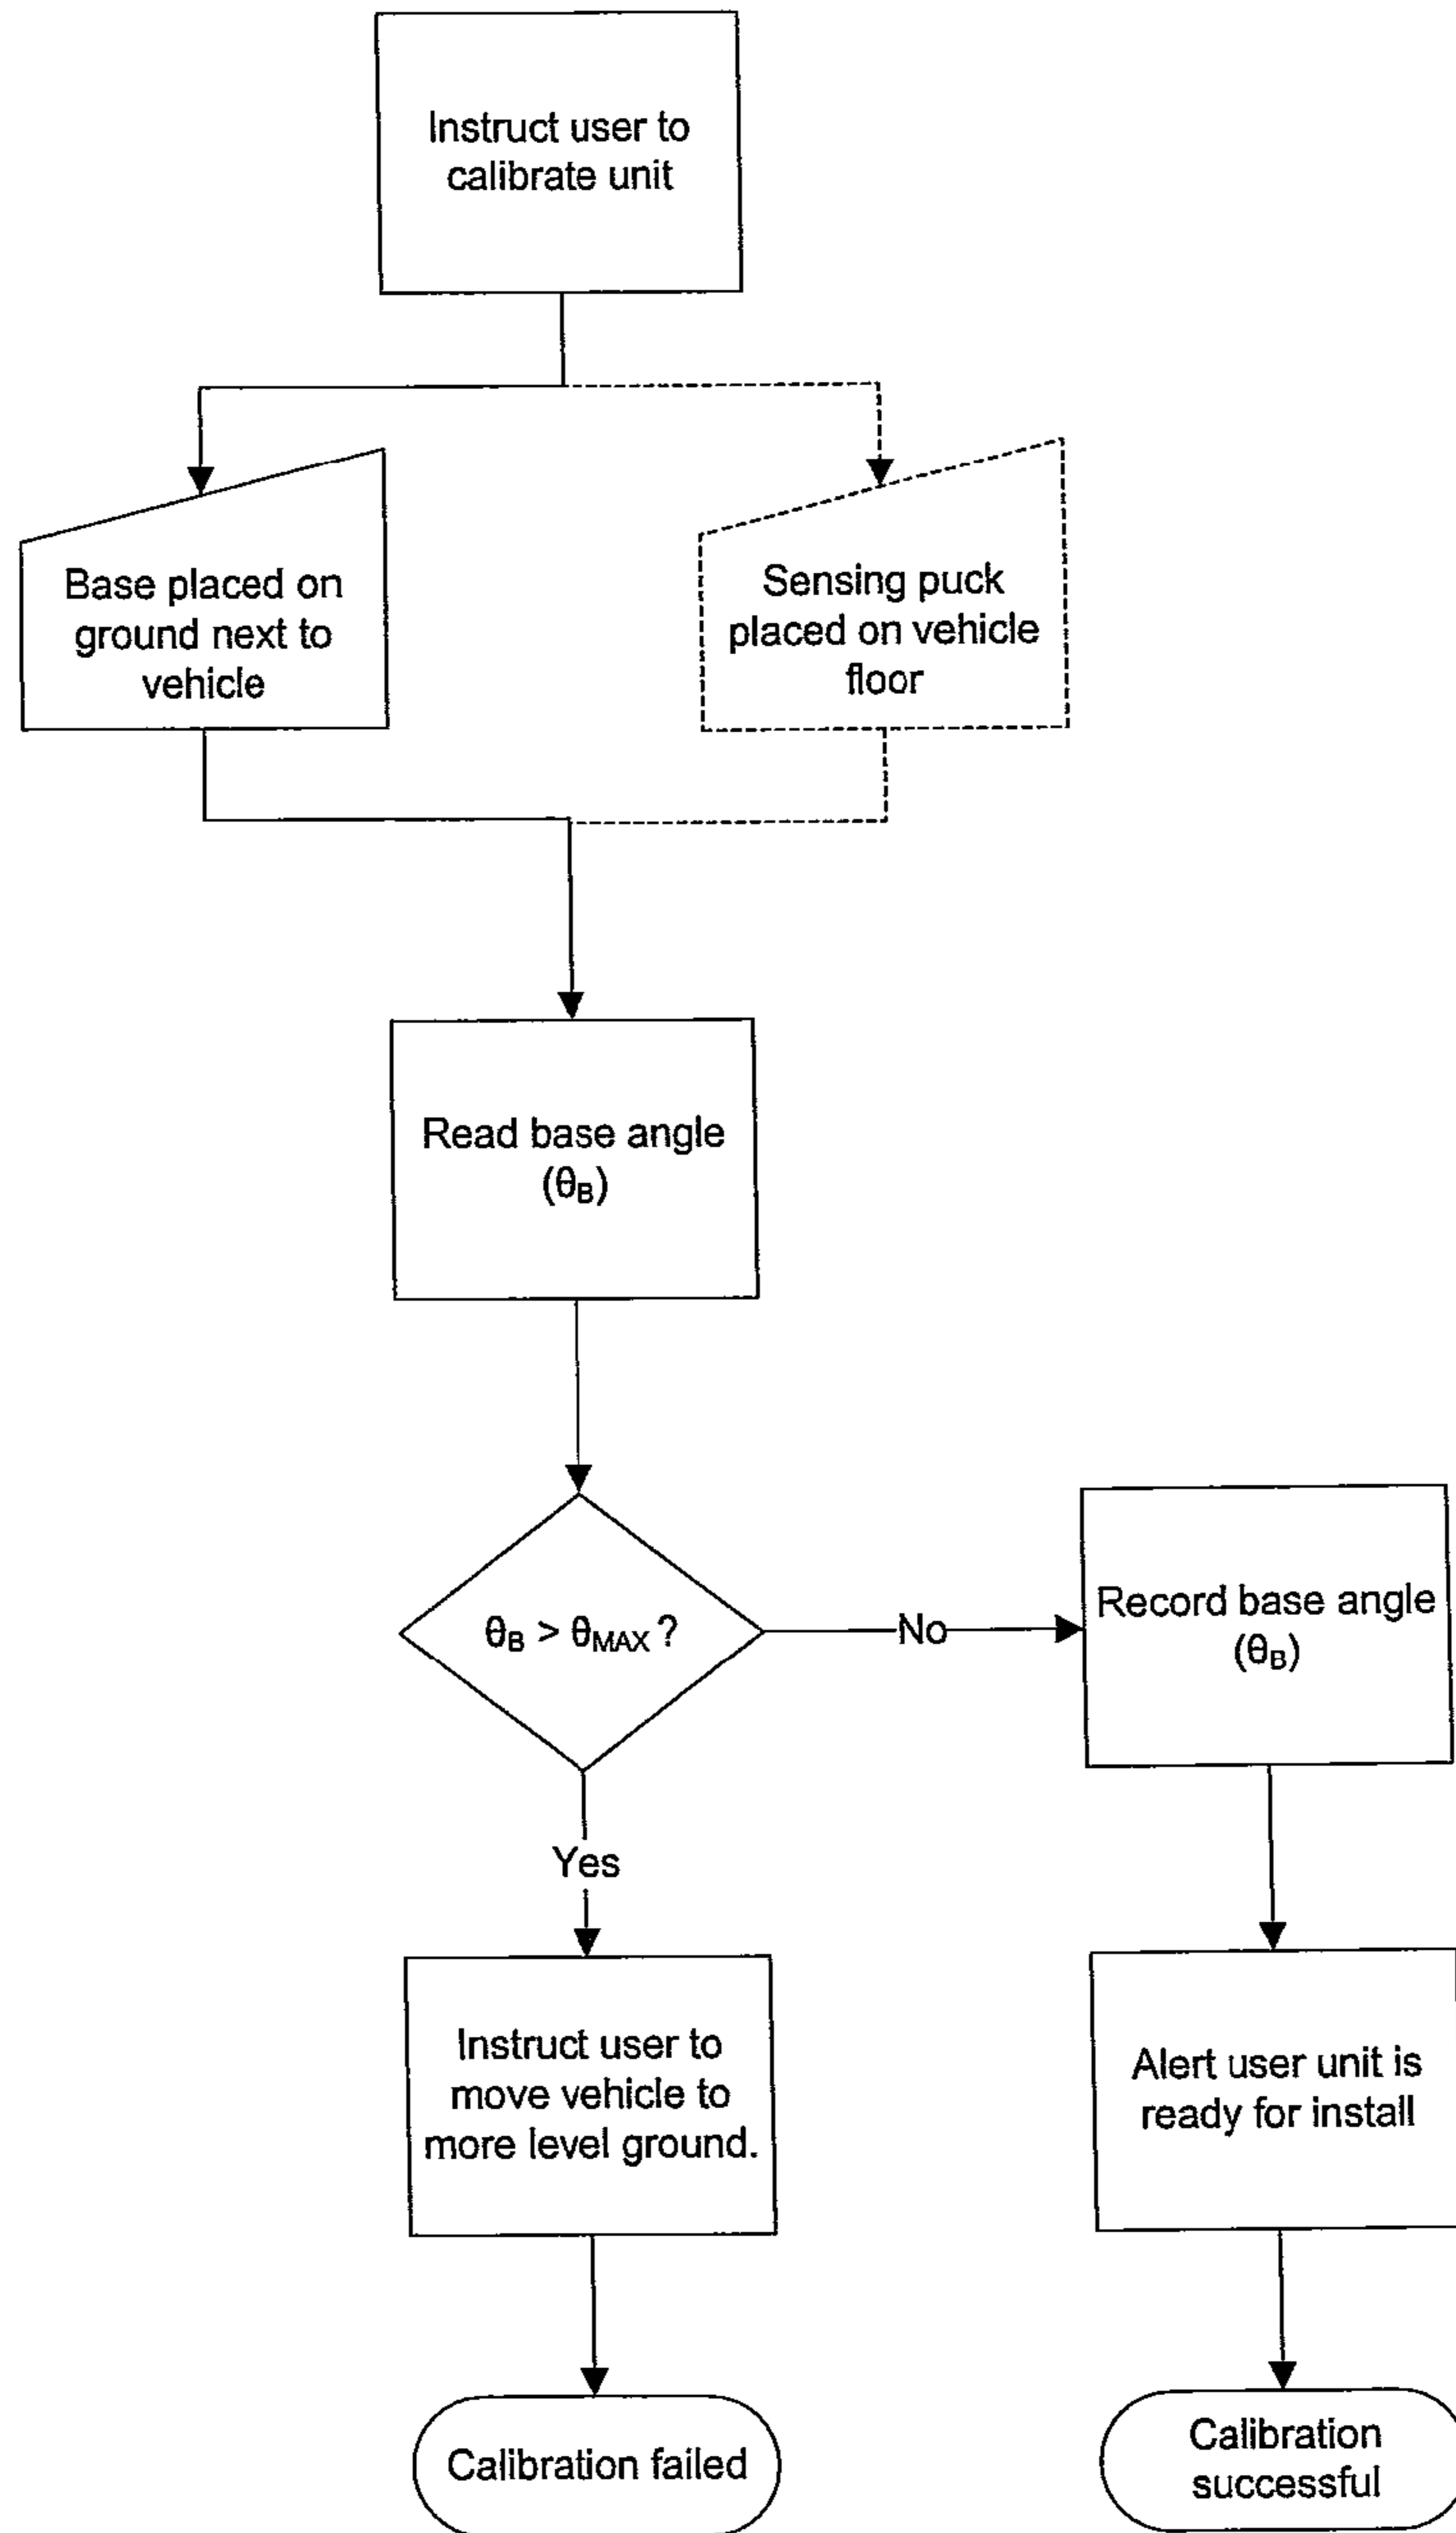 Instruct user to
calibrate unit
Base placed on
ground next to
vehicle
Sensing puck
placed on vehicle
floor
Read base angle
(θB)
θB > θMAX ?
No
Record base angle
(θB)
Yes
Instruct user to
move vehicle to
more level ground.
Alert user unit is
ready for install
Calibration failed
Calibration
successful